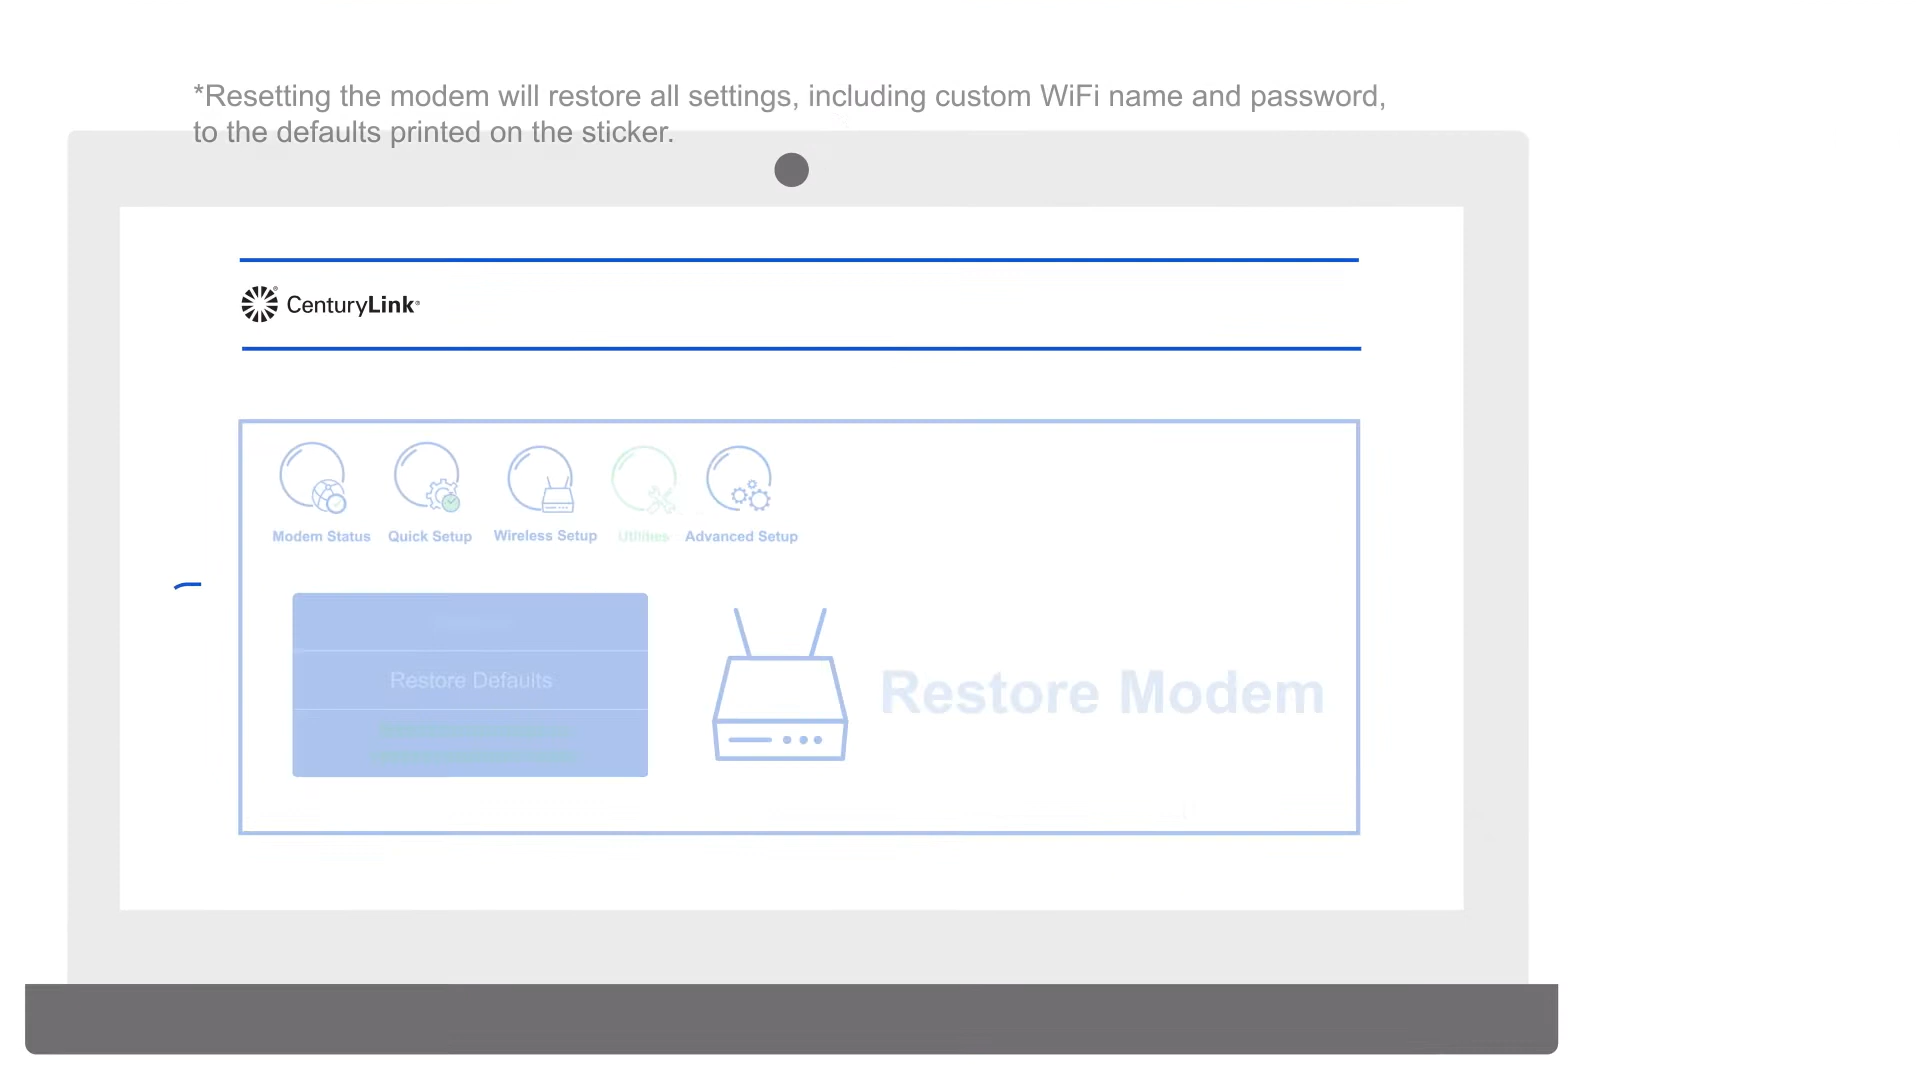 *Resetting the modem will restore all settings, including custom WiFi name and password,
to the defaults printed on the sticker.
CenturyLink
Modem Status Quick Setup Wireless Setup Utilities Advanced Setup
Restore Defaults
Restore Modem